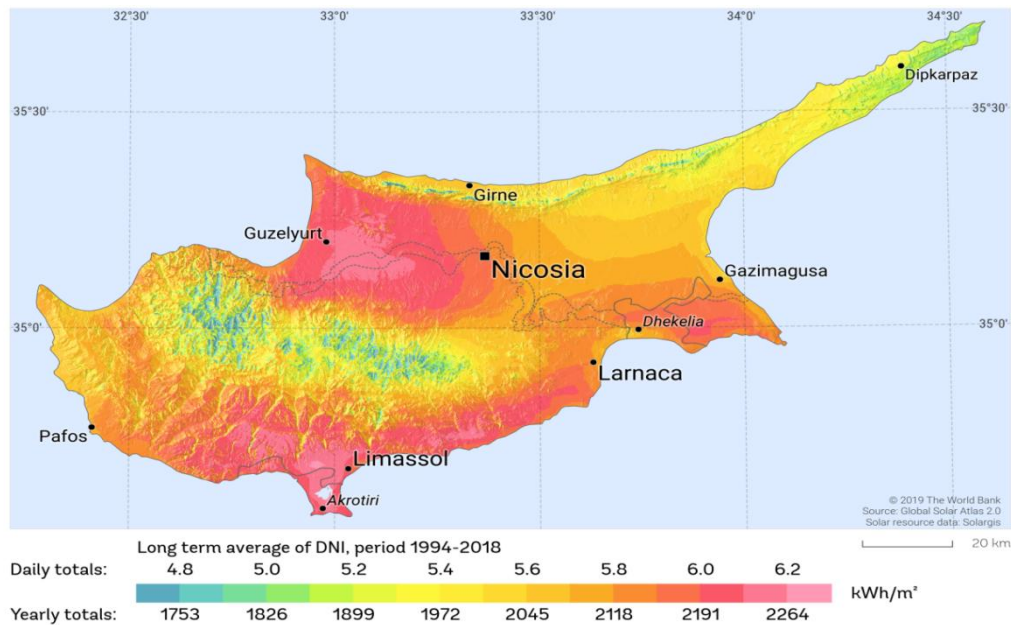 32°30' 33°0' 33°30' 34°0' 34°30'
Dipkarpaz
35°30' 35°30'
Girne
Guzelyurt
Nicosia
Gazimagusa
35°0' Dhekelia 35°0'
Larnaca
Pafos
Limassol
Akrotiri
© 2019 The World Bank
Source: Global Solar Atlas 2.0
Solar resource data: Solargis
20 km
Long term average of DNI, period 1994-2018
Daily totals: 4.8 5.0 5.2 5.4 5.6 5.8 6.0 6.2
kWh/m²
Yearly totals: 1753 1826 1899 1972 2045 2118 2191 2264